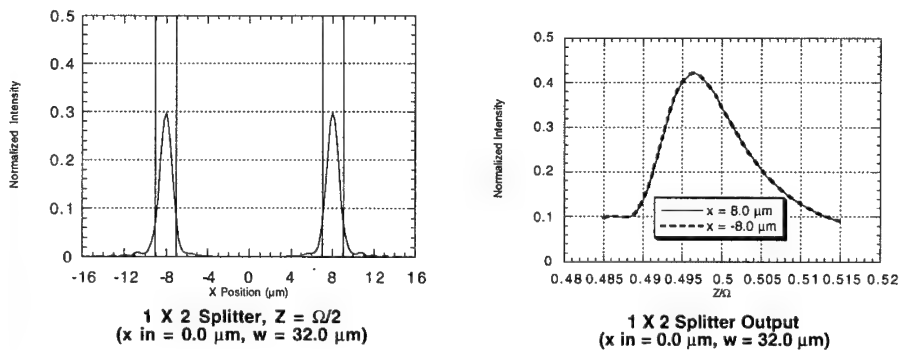 Normalized Intensity
0.5
0.4
0.3
0.2
0.1
0
-16 -12 -8 -4 0 4 8 12 16
X Position (µm)
1 X 2 Splitter, Z = Ω/2
(x in = 0.0 µm, w = 32.0 µm)
Normalized Intensity
0.5
0.4
0.3
0.2
0.1
0
x = 8.0 µm
x = -8.0 µm
0.48 0.485 0.49 0.495 0.5 0.505 0.51 0.515 0.52
Z/Ω
1 X 2 Splitter Output
(x in = 0.0 µm, w = 32.0 µm)